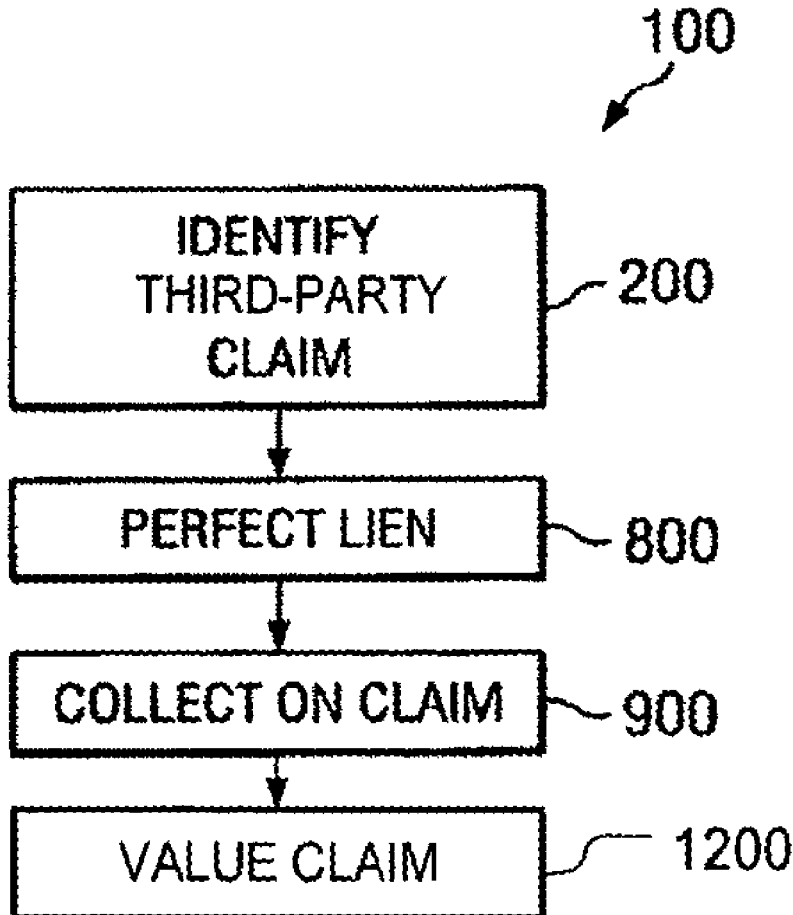 100
IDENTIFY
THIRD-PARTY
CLAIM
200
PERFECT LIEN
800
COLLECT ON CLAIM
900
VALUE CLAIM
1200